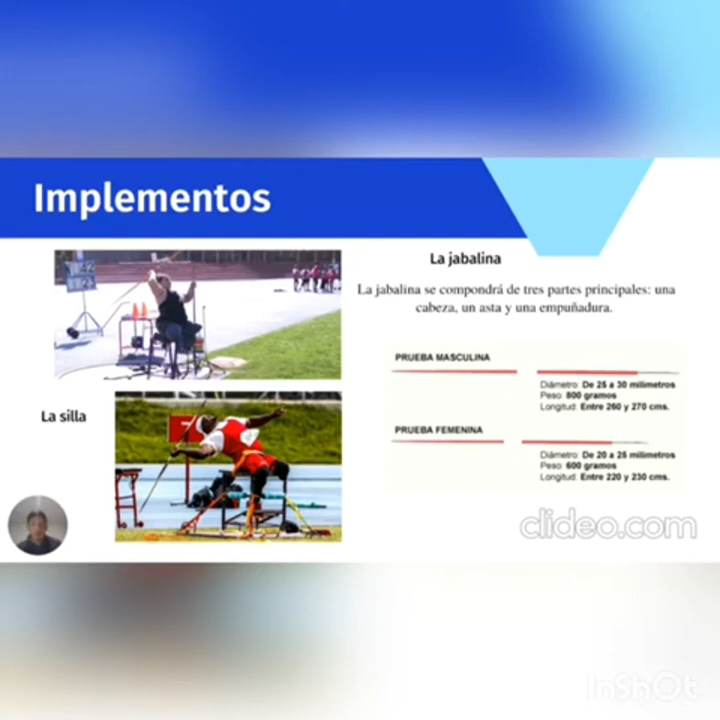 Implementos
La jabalina
La jabalina se compondrá de tres partes principales: una
cabeza, un asta y una empuñadura.
PRUEBA MASCULINA
Diámetro: De 25 a 30 milímetros
Peso: 800 gramos
Longitud: Entre 260 y 270 cms.
PRUEBA FEMENINA
Diámetro: De 20 a 25 milímetros
Peso: 600 gramos
Longitud: Entre 220 y 230 cms.
La silla
clideo.com
InShOt